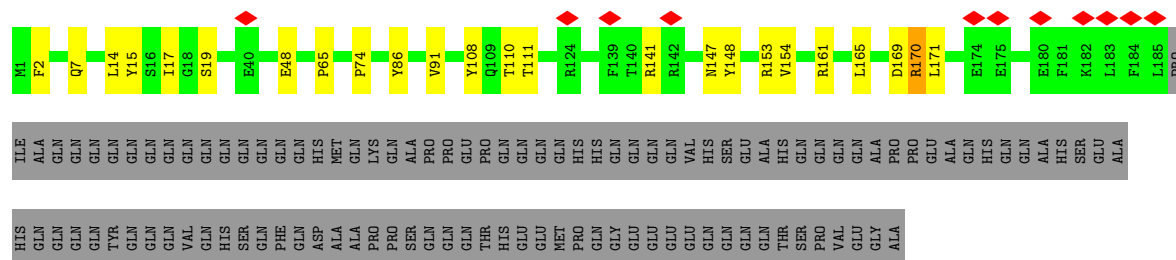 M1 F2 Q7 L14 Y15 S16 I17 G18 S19 E40 E48 P65 P74 Y86 V91 Y108 Q109 T110 T111 R124 F139 T140 R141 R142 N147 Y148 R153 V154 R161 L165 D169 R170 L171 E174 E175 E180 F181 K182 L183 F184 L185 PRO
ILE ALA GLN GLN GLN GLN GLN GLN GLN GLN GLN GLN GLN GLN GLN HIS MET GLN LYS GLN ALA PRO PRO GLU PRO GLN GLN GLN GLN HIS HIS GLN GLN GLN GLN VAL HIS SER GLU ALA HIS GLN GLN GLN ALA PRO PRO GLU ALA GLN HIS GLN GLN ALA HIS SER GLU ALA
HIS GLN GLN GLN GLN TYR GLN GLN GLN VAL GLN HIS SER GLN PHE GLN ASP ALA ALA PRO PRO SER GLN GLN GLN THR HIS GLU GLU MET PRO GLN GLY GLU GLU GLU GLU GLN GLN GLN GLN THR SER PRO VAL GLU GLY ALA